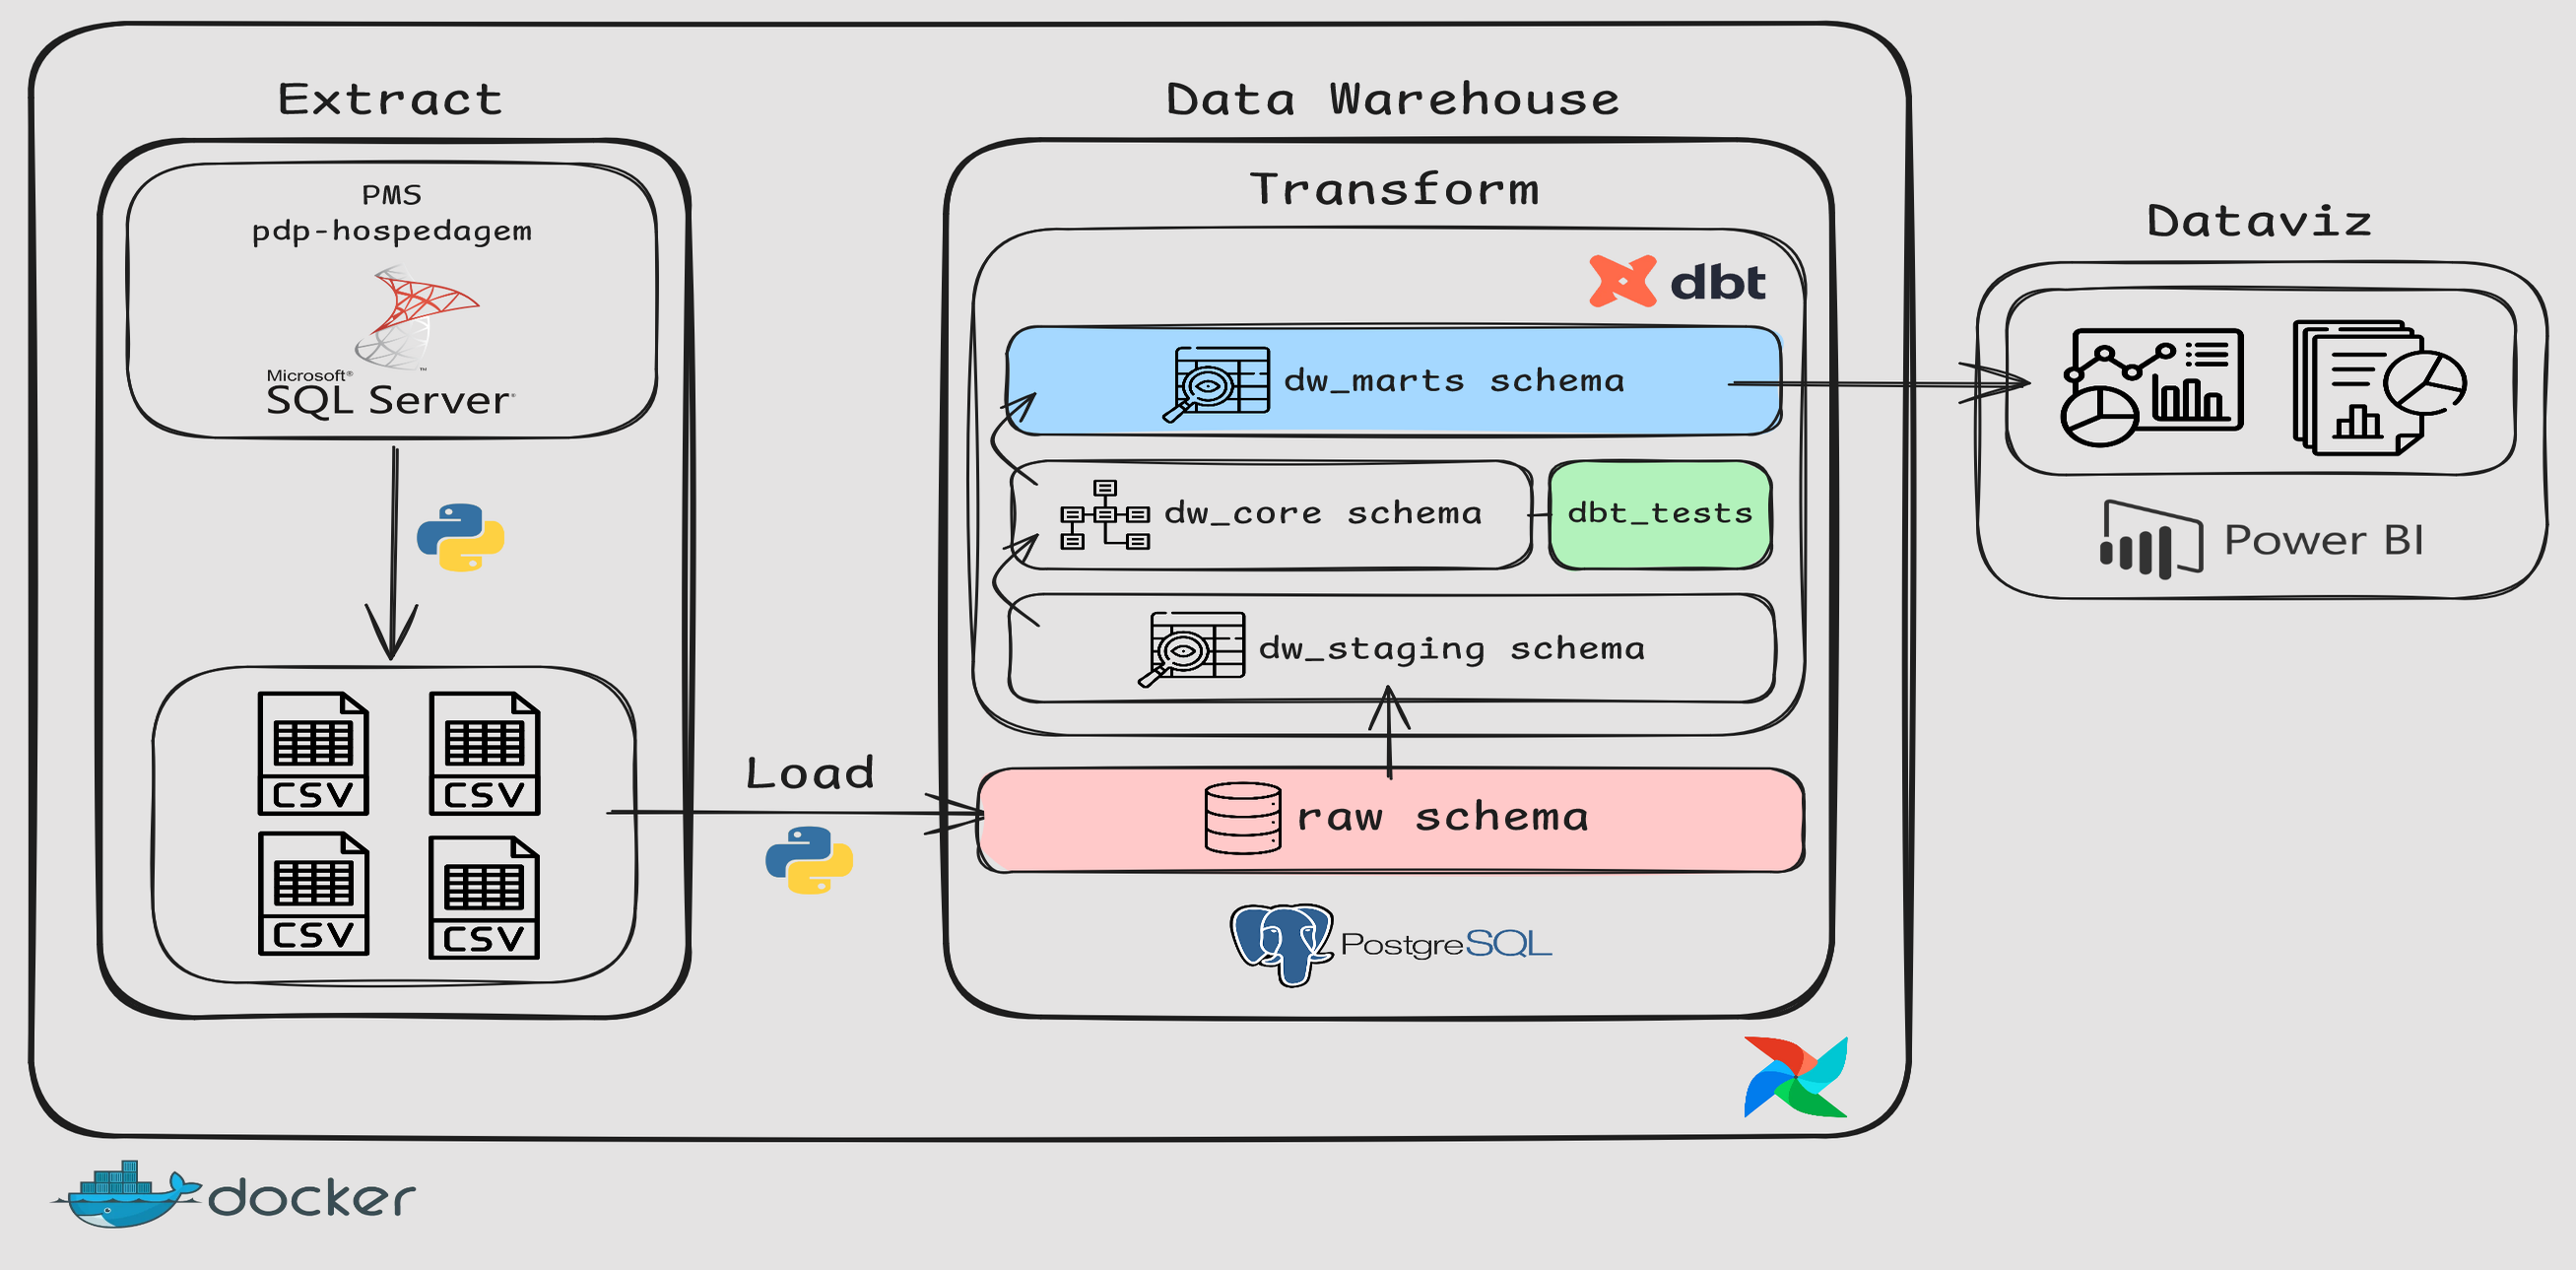 Extract
PMS
pdp-hospedagem
Microsoft®
SQL Server
CSV
CSV
CSV
CSV
Load
Data Warehouse
Transform
dbt
dw_marts schema
dw_core schema
dbt_tests
dw_staging schema
raw schema
PostgreSQL
Dataviz
Power BI
docker